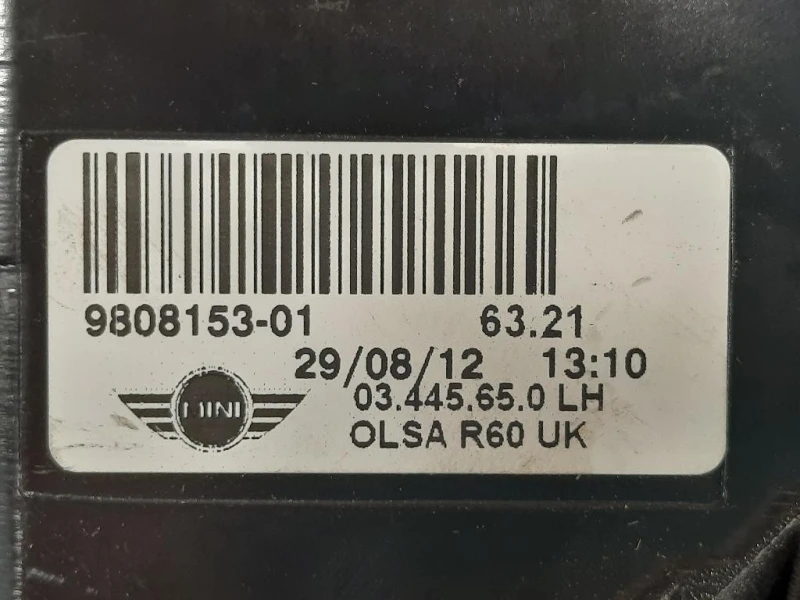 9808153-01 63.21
29/08/12 13:10
03.445.65.0 LH
MINI
OLSA R60 UK